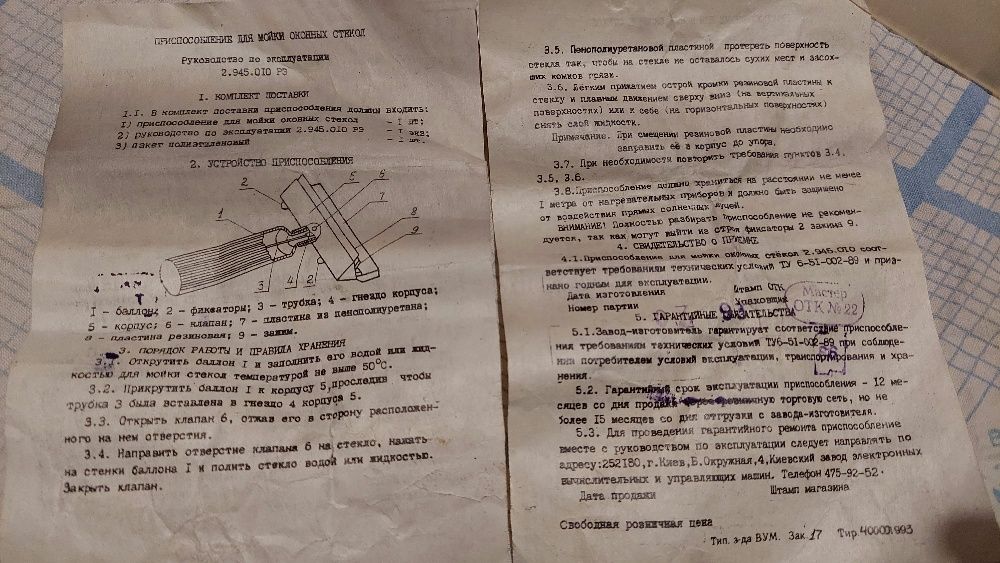 ПРИСПОСОБЛЕНИЕ ДЛЯ МОЙКИ ОКОННЫХ СТЕКОЛ
Руководство по эксплуатации
2.945.010 РЭ
I. КОМПЛЕКТ ПОСТАВКИ
I.I. В комплект поставки приспособления должно входить:
I) приспособление для мойки оконных стекол - I шт;
2) руководство по эксплуатации 2.945.010 РЭ - I экз;
3) пакет полиэтиленовый - I шт.
2. УСТРОЙСТВО ПРИСПОСОБЛЕНИЯ
2
5
6
7
1
8
9
3
4
2
I - баллон; 2 - фиксаторы; 3 - трубка; 4 - гнездо корпуса;
5 - корпус; 6 - клапан; 7 - пластина из пенополиуретана;
8 - пластина резиновая; 9 - зажим.
3. ПОРЯДОК РАБОТЫ И ПРАВИЛА ХРАНЕНИЯ
3.I. Открутить баллон I и заполнить его водой или жид-
костью для мойки стекол температурой не выше 50°С.
3.2. Прикрутить баллон I к корпусу 5, проследив чтобы
трубка 3 была вставлена в гнездо 4 корпуса 5.
3.3. Открыть клапан 6, отжав его в сторону расположен-
ного на нем отверстия.
3.4. Направить отверстие клапана 6 на стекло, нажать
на стенки баллона I и полить стекло водой или жидкостью.
Закрыть клапан.
3.5. Пенополиуретановой пластиной протереть поверхность
стекла так, чтобы на стекле не оставалось сухих мест и засох-
ших комков грязи.
3.6. Легким прижатием острой кромки резиновой пластины к
стеклу и плавным движением сверху вниз (на вертикальных
поверхностях) или к себе (на горизонтальных поверхностях)
снять слой жидкости.
Примечание. При смещении резиновой пластины необходимо
заправить её в корпус до упора.
3.7. При необходимости повторить требования пунктов 3.4.
3.5, 3.6.
3.8. Приспособление должно храниться на расстоянии не менее
I метра от нагревательных приборов и должно быть защищено
от воздействия прямых солнечных лучей.
ВНИМАНИЕ! Полностью разбирать приспособление не рекомен-
дуется, так как могут выйти из строя фиксаторы 2 зажима 9.
4. СВИДЕТЕЛЬСТВО О ПРИЕМКЕ
4.1. Приспособление для мойки оконных стёкол 2.945.010 соот-
ветствует требованиям технических условий ТУ 6-51-002-89 и приз-
нано годным для эксплуатации.
Дата изготовления Штамп ОТК
Номер партии Упаковщик
93
Мастер
ОТК № 22
5. ГАРАНТИЙНЫЕ ОБЯЗАТЕЛЬСТВА
5.1. Завод-изготовитель гарантирует соответствие приспособле-
ния требованиям технических условий ТУ6-51-002-89 при соблюде-
нии потребителем условий эксплуатации, транспортирования и хра-
нения.
5.2. Гарантийный срок эксплуатации приспособления - 12 ме-
сяцев со дня продажи через розничную торговую сеть, но не
более 15 месяцев со дня отгрузки с завода-изготовителя.
5.3. Для проведения гарантийного ремонта приспособление
вместе с руководством по эксплуатации следует направлять по
адресу: 252180, г. Киев, В. Окружная, 4, Киевский завод электронных
вычислительных и управляющих машин. Телефон 475-92-52.
Дата продажи Штамп магазина
Свободная розничная цена
Тип. з-да ВУМ. Зак. 17 Тир. 40000.1993